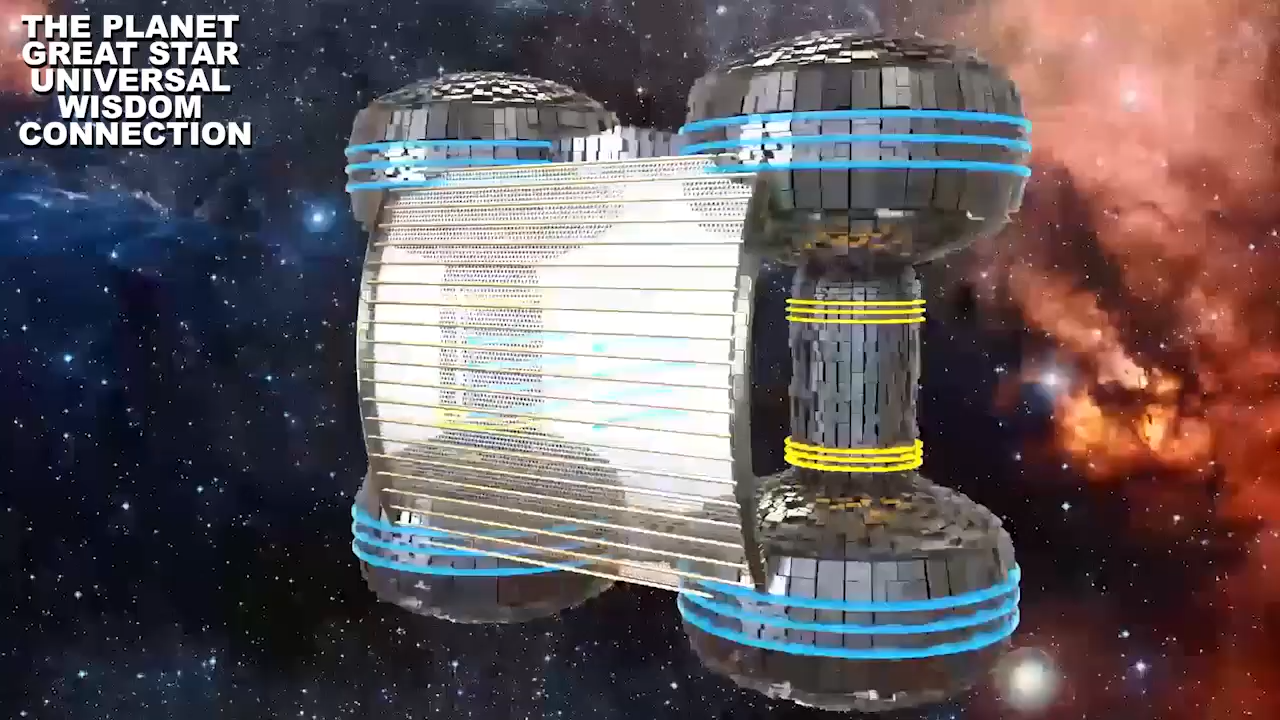 THE PLANET
GREAT STAR
UNIVERSAL
WISDOM
CONNECTION